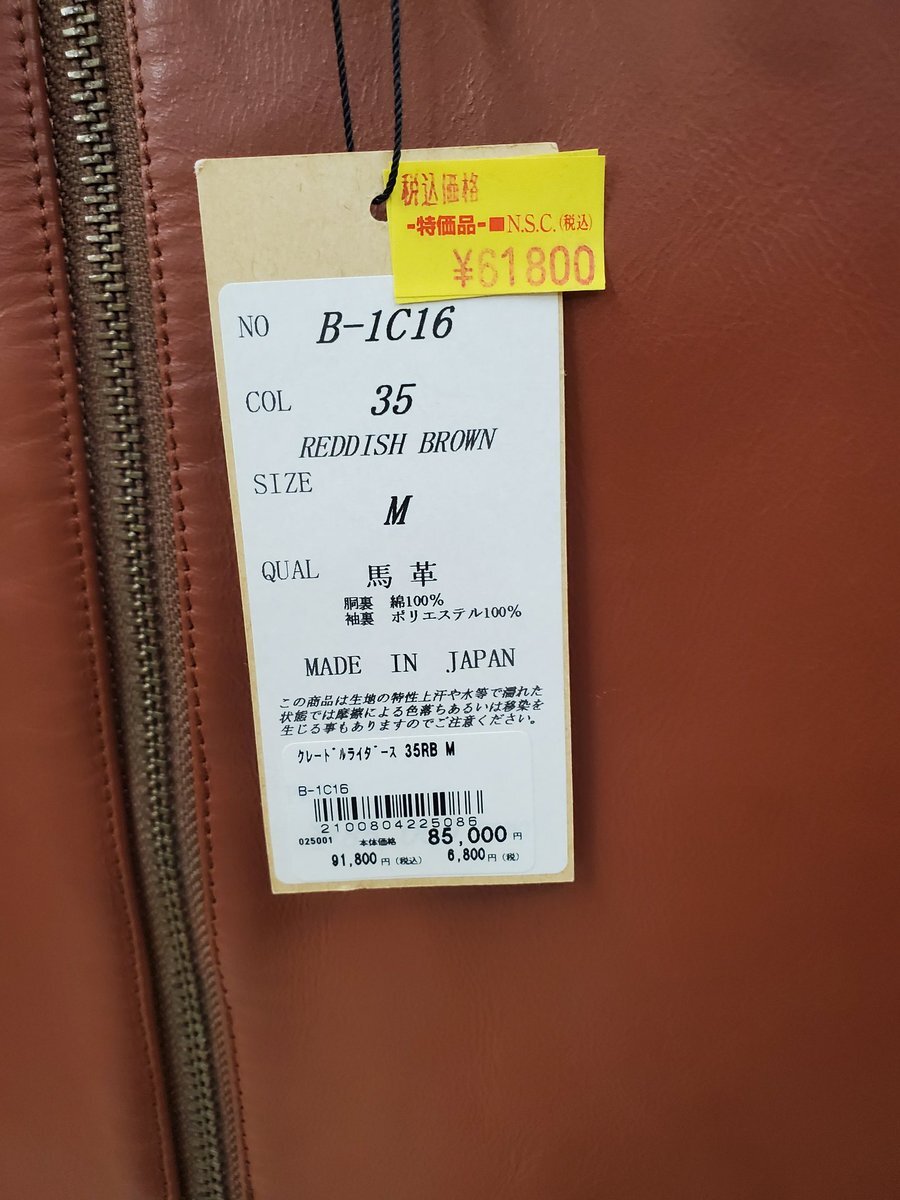 税込価格
-特価品-■N.S.C.(税込)
¥61800
NO B-1C16
COL 35
REDDISH BROWN
SIZE
M
QUAL 馬革
胴裏 綿100%
袖裏 ポリエステル100%
MADE IN JAPAN
この商品は生地の特性上汗や水等で濡れた
状態では摩擦による色落ちあるいは移染を
生じる事もありますのでご注意ください。
クレードルライダース 35RB M
B-1C16
2100804225086
025001 本体価格 85,000円
91,800円(税込) 6,800円(税)